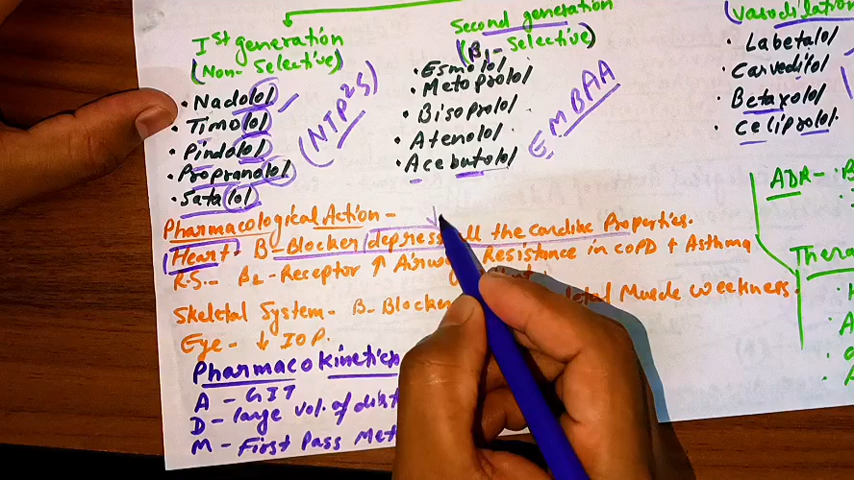 Ist generation
(Non-Selective)
• Nadolol
• Timolol
• Pindolol
• Propranolol
• Satalol
(NTP²S)
Second generation
(β₁- Selective)
• Esmolol
• Metoprolol
• Bisoprolol
• Atenolol
• Acebutolol
EMBAA
(Vasodilation
• Labetalol
• Carvedilol
• Betaxolol
• Celiprolol
Pharmacological Action -
Heart - β-Blocker depress all the cardiac Properties.
R.S.- β₂-Receptor ↑ Airway Resistance in COPD + Asthma
Skeletal System - β-Blocker Muscle Weekness.
Eye - ↓ IOP.
Pharmacokinetics
A - GIT
D - large vol. of dist
M - First Pass Met
ADR -
Thera